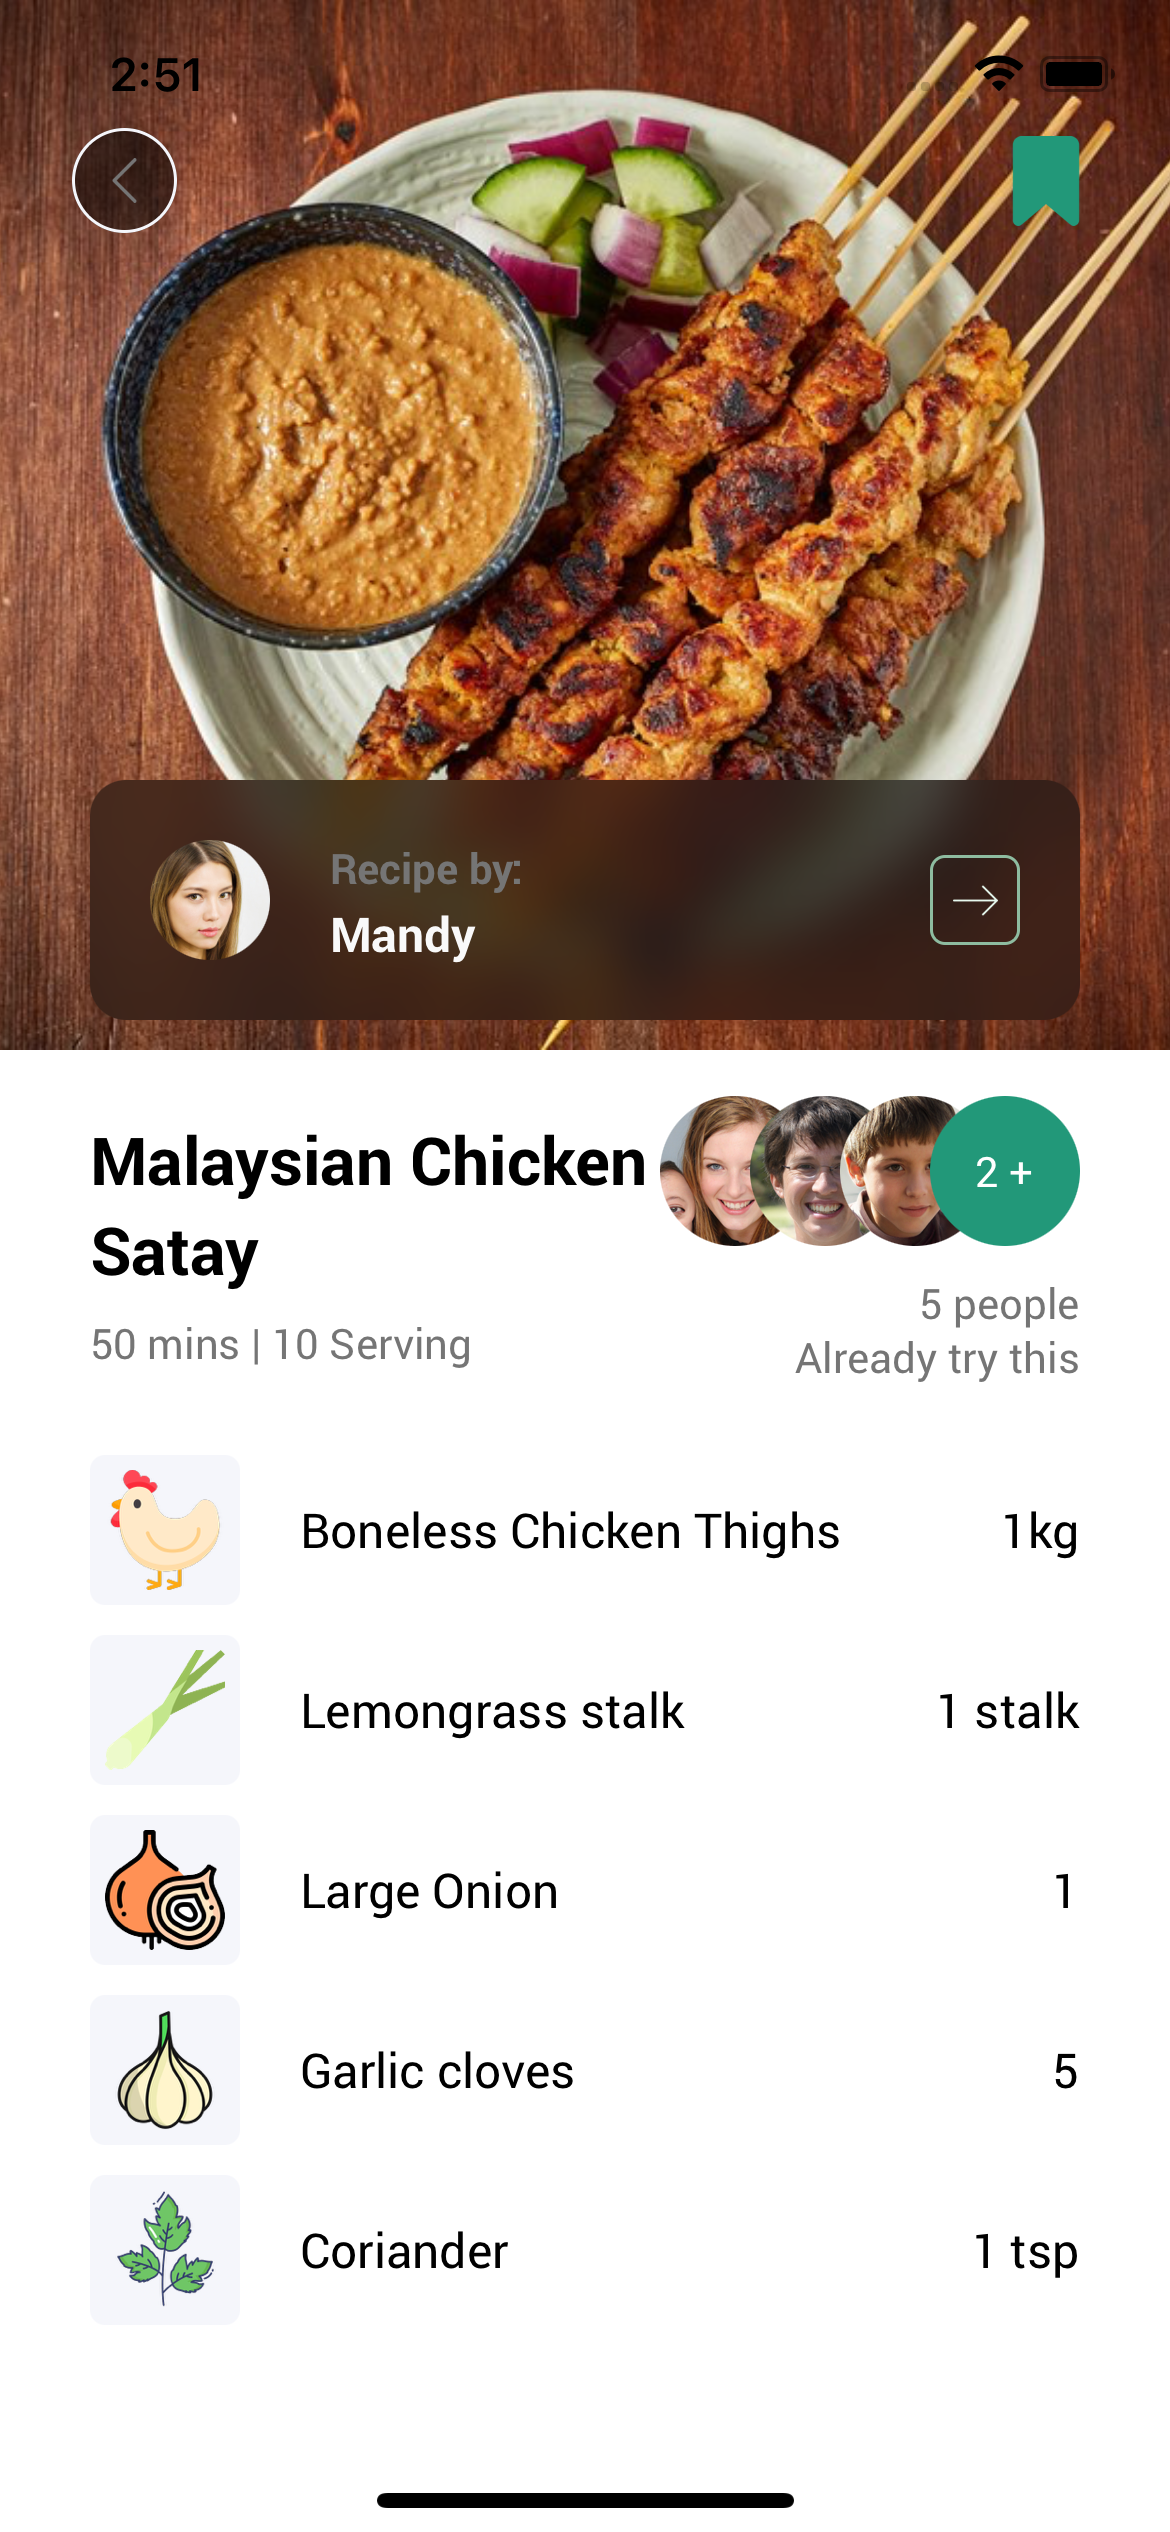 2:51
Recipe by:
Mandy
Malaysian Chicken
Satay
2 +
50 mins | 10 Serving
5 people
Already try this
Boneless Chicken Thighs 1kg
Lemongrass stalk 1 stalk
Large Onion 1
Garlic cloves 5
Coriander 1 tsp